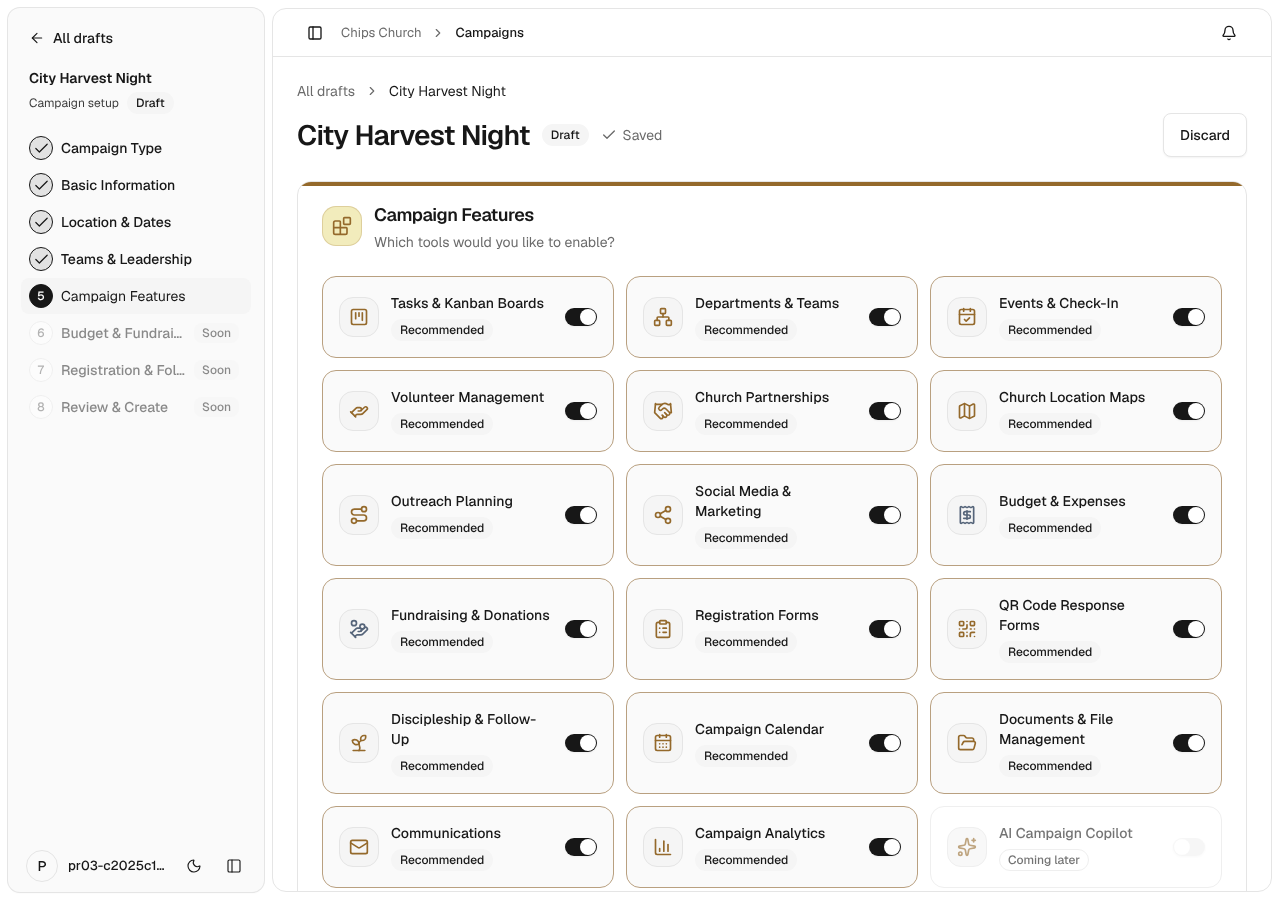 All drafts
City Harvest Night
Campaign setup Draft
Campaign Type
Basic Information
Location & Dates
Teams & Leadership
5 Campaign Features
6 Budget & Fundrai... Soon
7 Registration & Fol... Soon
8 Review & Create Soon
P pr03-c2025c1...
Chips Church > Campaigns
All drafts > City Harvest Night
City Harvest Night Draft Saved
Discard
Campaign Features
Which tools would you like to enable?
Tasks & Kanban Boards
Recommended
Departments & Teams
Recommended
Events & Check-In
Recommended
Volunteer Management
Recommended
Church Partnerships
Recommended
Church Location Maps
Recommended
Outreach Planning
Recommended
Social Media &
Marketing
Recommended
Budget & Expenses
Recommended
Fundraising & Donations
Recommended
Registration Forms
Recommended
QR Code Response
Forms
Recommended
Discipleship & Follow-
Up
Recommended
Campaign Calendar
Recommended
Documents & File
Management
Recommended
Communications
Recommended
Campaign Analytics
Recommended
AI Campaign Copilot
Coming later